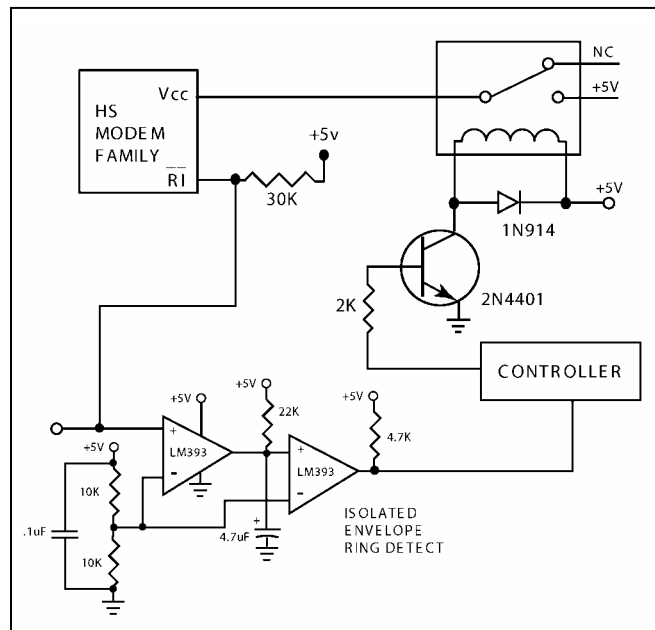 NC
+5V
Vcc
HS
MODEM
FAMILY
RI
+5v
30K
+5V
1N914
2N4401
2K
CONTROLLER
+5V
+5V
+5V
22K
4.7K
+
LM393
-
+
LM393
-
+5V
10K
.1uF
10K
+
4.7uF
ISOLATED
ENVELOPE
RING DETECT